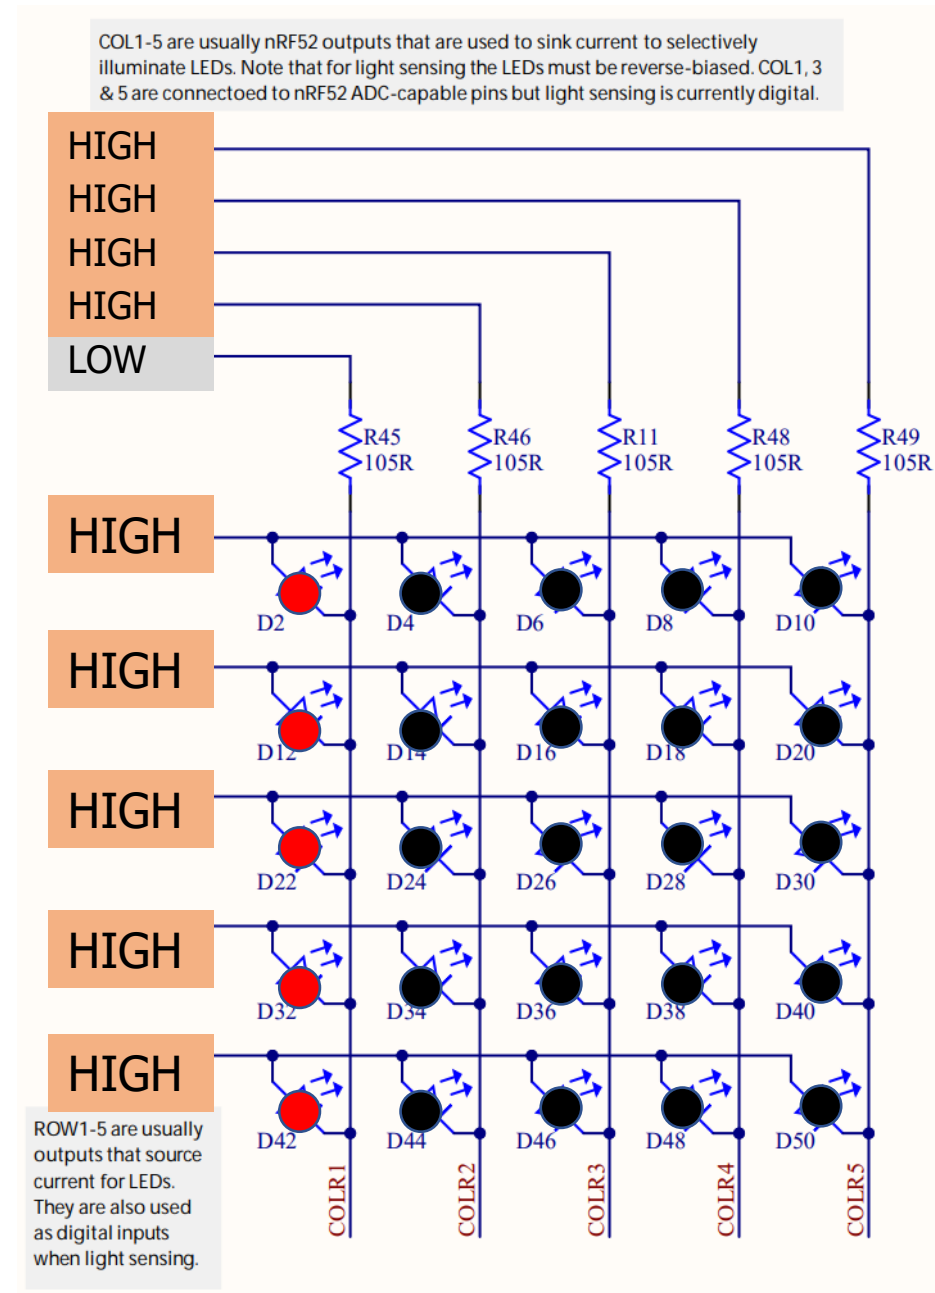 COL1-5 are usually nRF52 outputs that are used to sink current to selectively
illuminate LEDs. Note that for light sensing the LEDs must be reverse-biased. COL1, 3
& 5 are connectoed to nRF52 ADC-capable pins but light sensing is currently digital.
HIGH
HIGH
HIGH
HIGH
LOW
R45 R46 R11 R48 R49
105R 105R 105R 105R 105R
HIGH
D2 D4 D6 D8 D10
HIGH
D12 D14 D16 D18 D20
HIGH
D22 D24 D26 D28 D30
HIGH
D32 D34 D36 D38 D40
HIGH
D42 D44 D46 D48 D50
ROW1-5 are usually
outputs that source
current for LEDs.
They are also used
as digital inputs
when light sensing.
COLR1 COLR2 COLR3 COLR4 COLR5